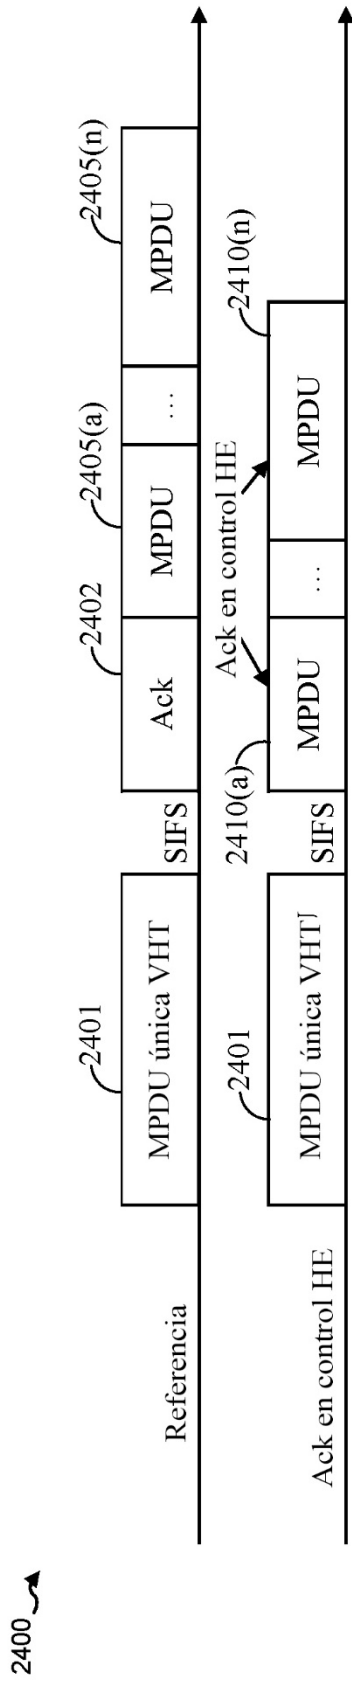 2400
Referencia
2401
MPDU única VHT
SIFS
2402
Ack
2405(a)
MPDU
...
2405(n)
MPDU
Ack en control HE
2401
MPDU única VHT
SIFS
2410(a)
MPDU
...
Ack en control HE
2410(n)
MPDU